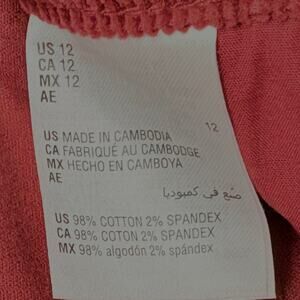 US 12
CA 12
MX 12
AE
12
US MADE IN CAMBODIA
CA FABRIQUÉ AU CAMBODGE
MX HECHO EN CAMBOYA
AE
صنع في كمبوديا
US 98% COTTON 2% SPANDEX
CA 98% COTON 2% SPANDEX
MX 98% algodón 2% spándex